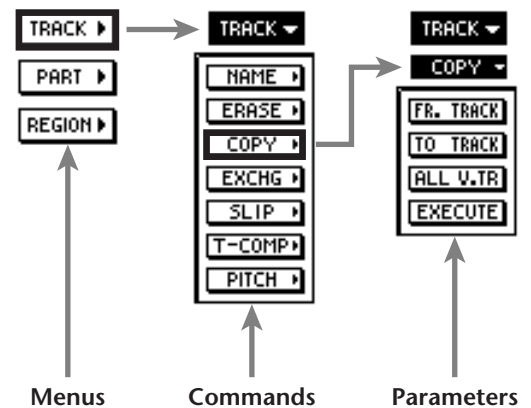 TRACK
PART
REGION
TRACK
NAME
ERASE
COPY
EXCHG
SLIP
T-COMP
PITCH
TRACK
COPY
FR. TRACK
TO TRACK
ALL V.TR
EXECUTE
Menus
Commands
Parameters